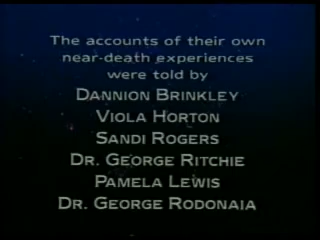 The accounts of their own
near-death experiences
were told by
DANNION BRINKLEY
VIOLA HORTON
SANDI ROGERS
DR. GEORGE RITCHIE
PAMELA LEWIS
DR. GEORGE RODONAIA